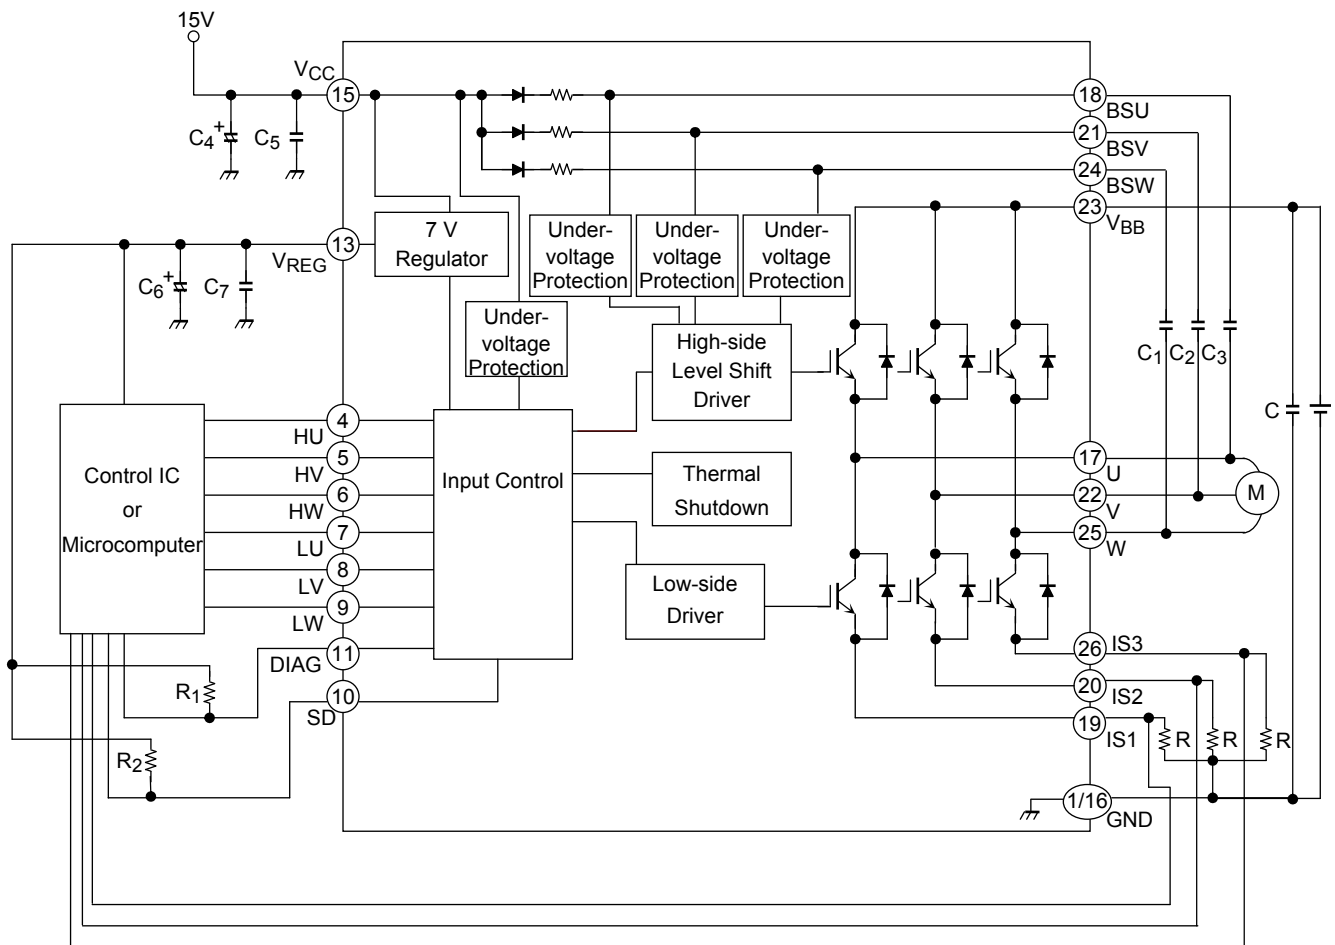 15V
VCC
15
C4
+
C5
18
BSU
21
BSV
24
BSW
23
VBB
7 V
Regulator
13
VREG
C6
+
C7
Under-
voltage
Protection
Under-
voltage
Protection
Under-
voltage
Protection
Under-
voltage
Protection
High-side
Level Shift
Driver
C1
C2
C3
C
Control IC
or
Microcomputer
4
HU
5
HV
6
HW
7
LU
8
LV
9
LW
11
DIAG
10
SD
Input Control
Thermal
Shutdown
Low-side
Driver
17
U
22
V
25
W
M
26
IS3
20
IS2
19
IS1
R
R
R
R1
R2
1/16
GND